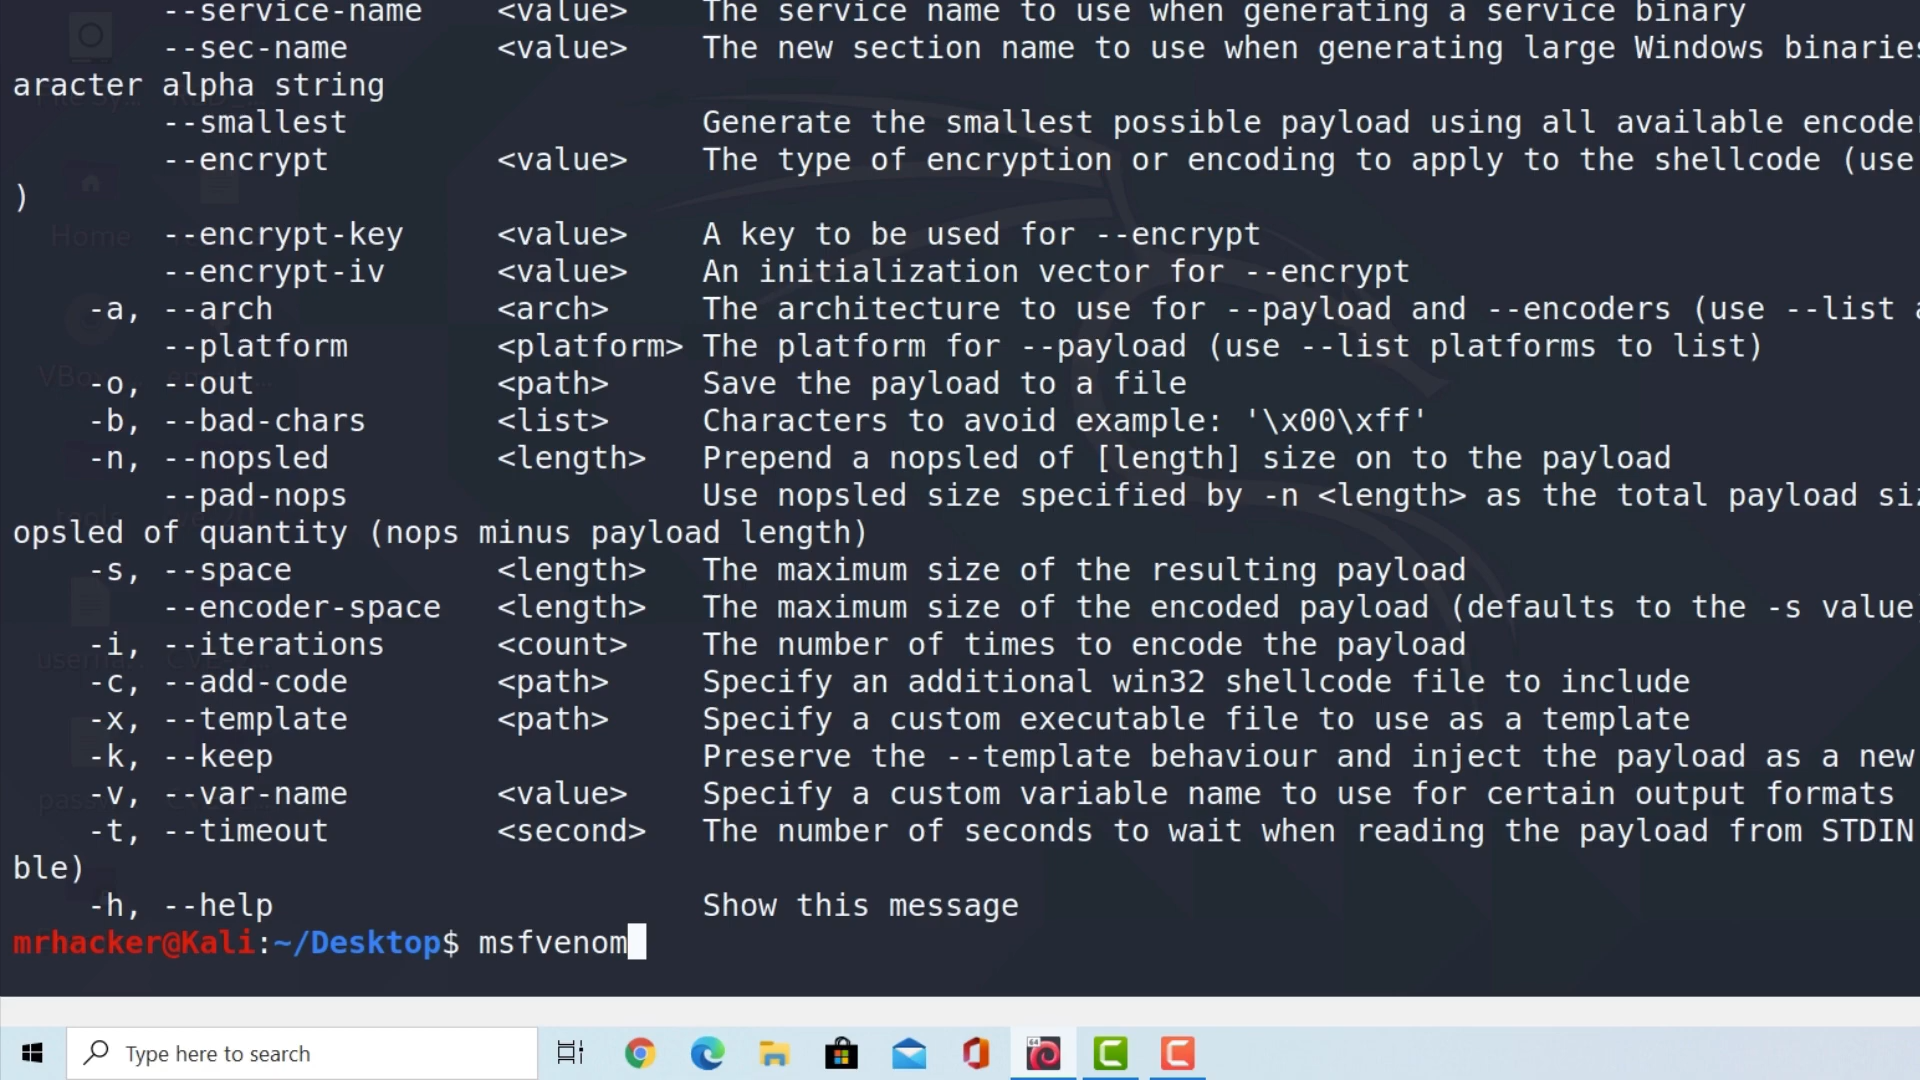 --service-name <value> The service name to use when generating a service binary
--sec-name <value> The new section name to use when generating large Windows binaries
aracter alpha string
--smallest Generate the smallest possible payload using all available encode
--encrypt <value> The type of encryption or encoding to apply to the shellcode (use
)
--encrypt-key <value> A key to be used for --encrypt
--encrypt-iv <value> An initialization vector for --encrypt
-a, --arch <arch> The architecture to use for --payload and --encoders (use --list a
--platform <platform> The platform for --payload (use --list platforms to list)
-o, --out <path> Save the payload to a file
-b, --bad-chars <list> Characters to avoid example: '\x00\xff'
-n, --nopsled <length> Prepend a nopsled of [length] size on to the payload
--pad-nops Use nopsled size specified by -n <length> as the total payload siz
opsled of quantity (nops minus payload length)
-s, --space <length> The maximum size of the resulting payload
--encoder-space <length> The maximum size of the encoded payload (defaults to the -s value
-i, --iterations <count> The number of times to encode the payload
-c, --add-code <path> Specify an additional win32 shellcode file to include
-x, --template <path> Specify a custom executable file to use as a template
-k, --keep Preserve the --template behaviour and inject the payload as a new
-v, --var-name <value> Specify a custom variable name to use for certain output formats
-t, --timeout <second> The number of seconds to wait when reading the payload from STDIN
ble)
-h, --help Show this message
mrhacker@Kali:~/Desktop$ msfvenom
Home
Type here to search
64